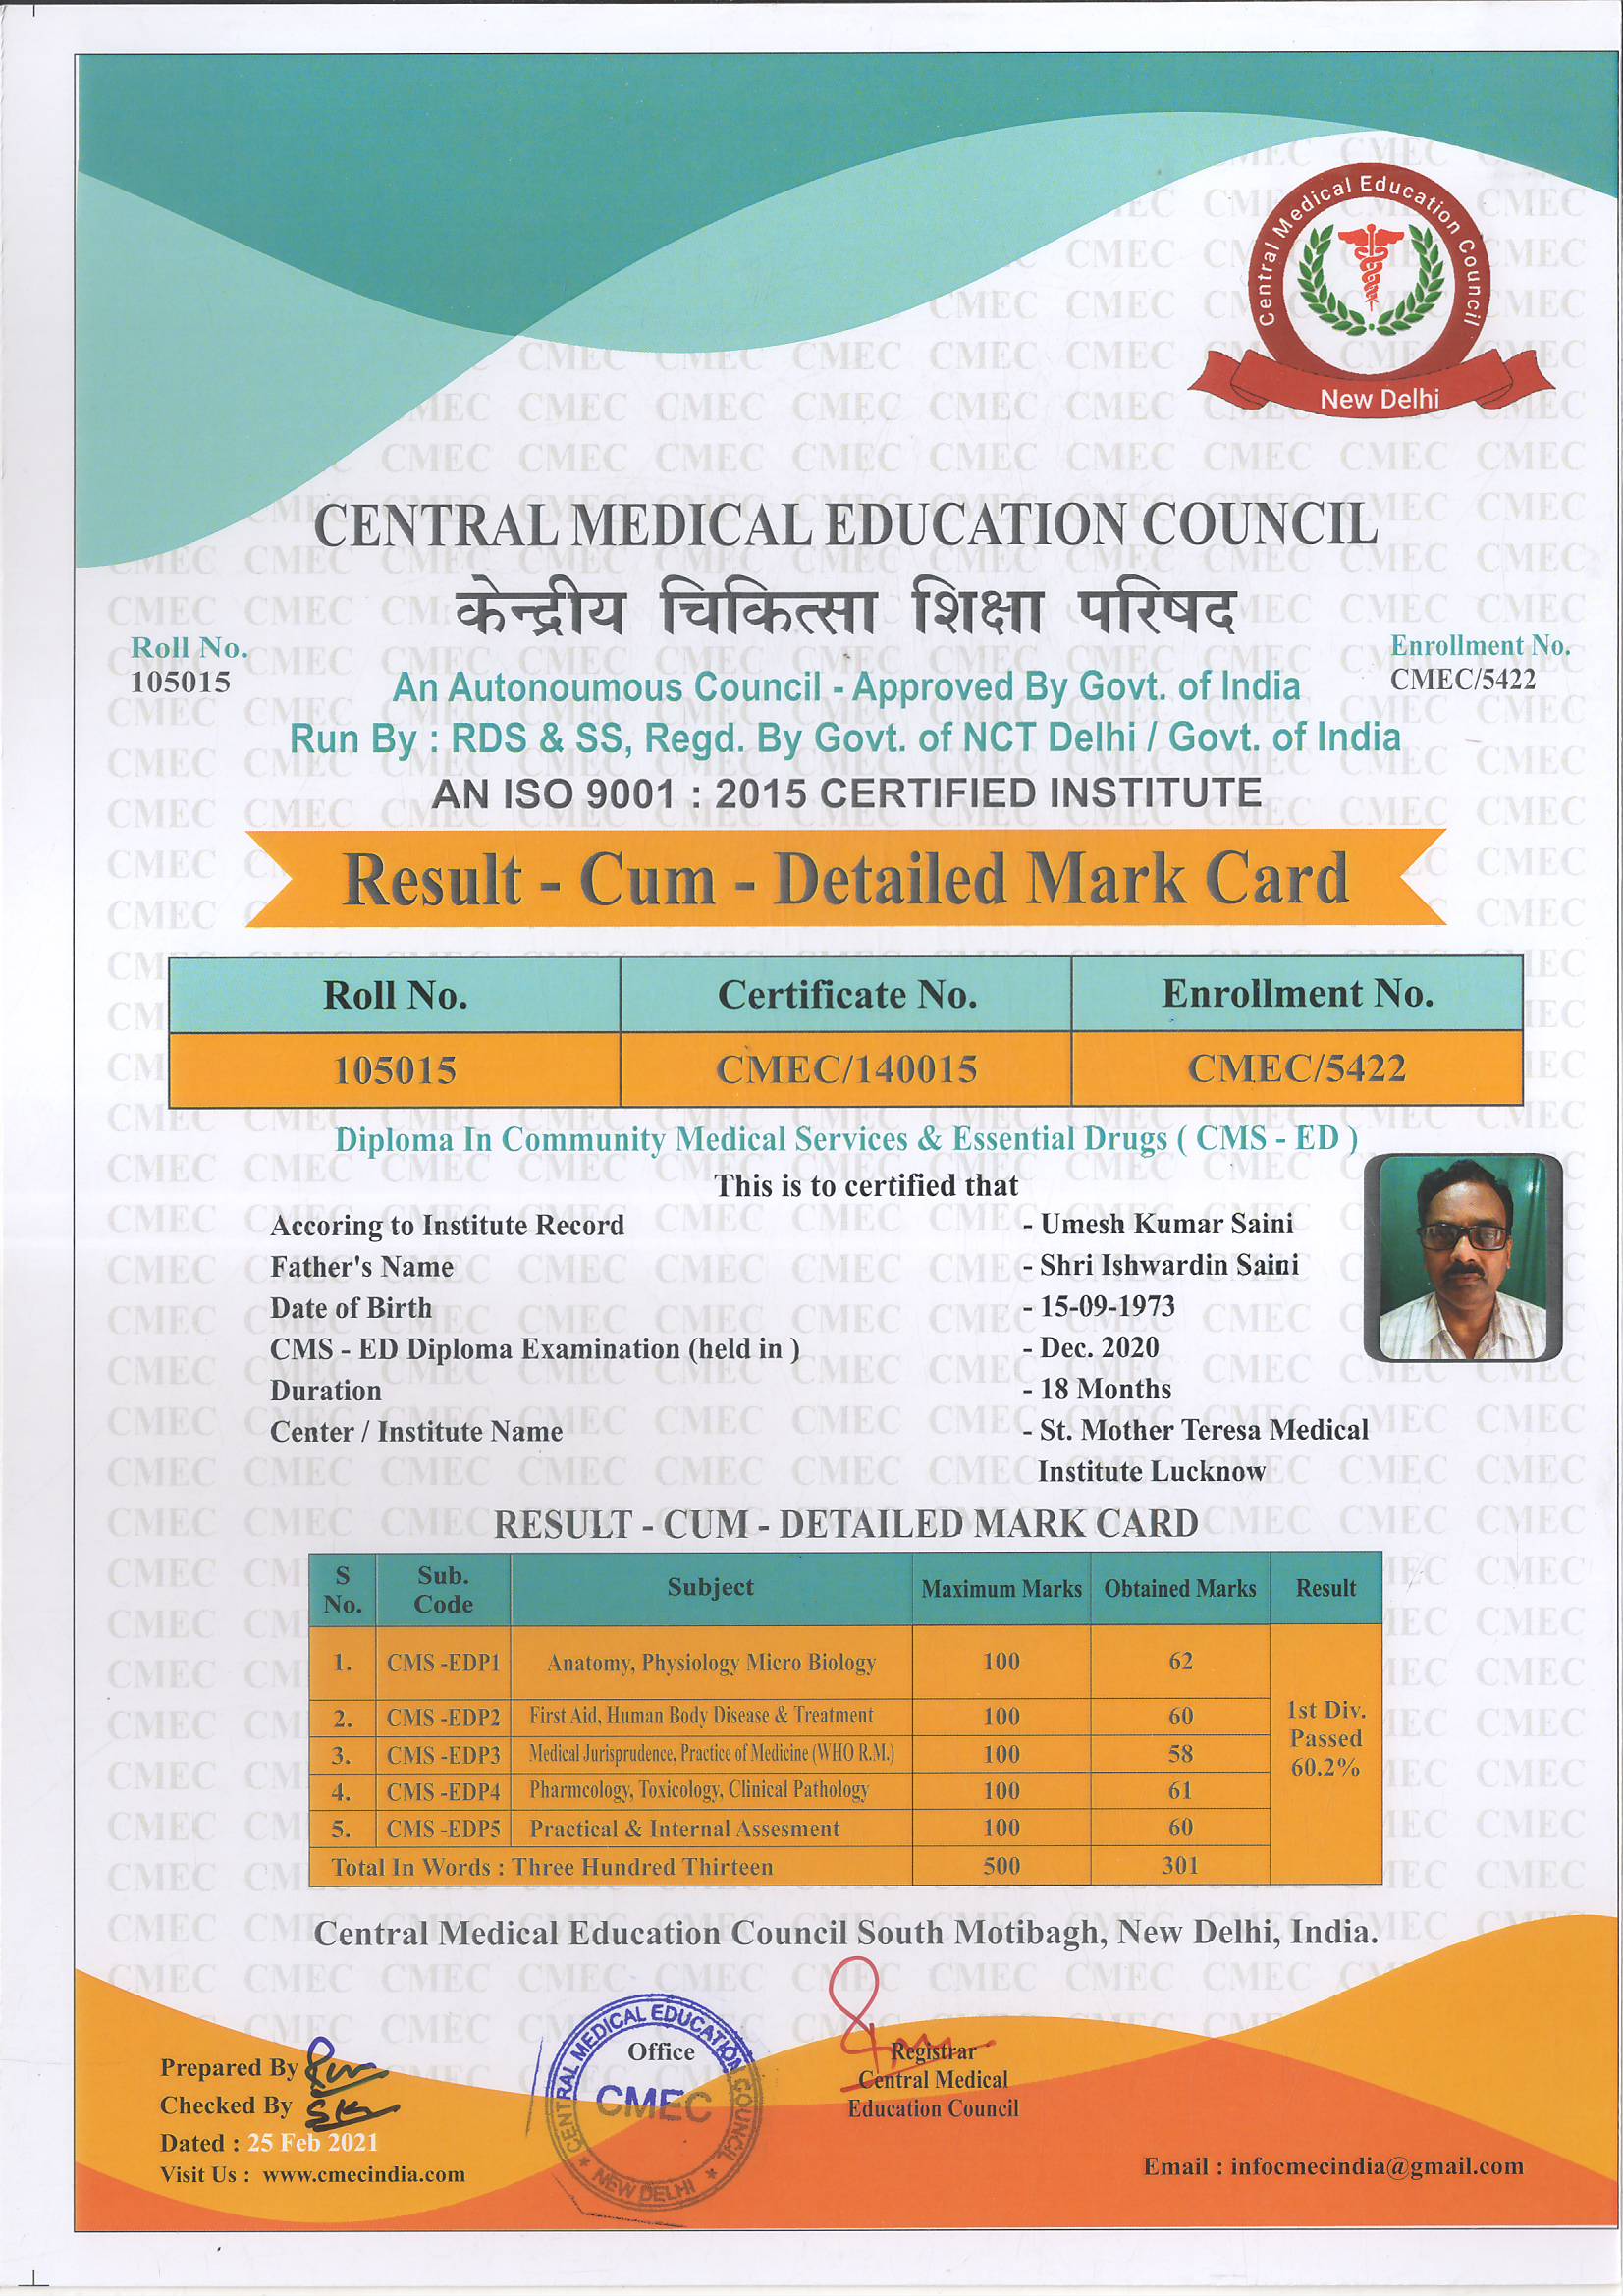 Central Medical Education Council
New Delhi
CENTRAL MEDICAL EDUCATION COUNCIL
केन्द्रीय चिकित्सा शिक्षा परिषद
Roll No.
105015
Enrollment No.
CMEC/5422
An Autonoumous Council - Approved By Govt. of India
Run By : RDS & SS, Regd. By Govt. of NCT Delhi / Govt. of India
AN ISO 9001 : 2015 CERTIFIED INSTITUTE
Result - Cum - Detailed Mark Card
Roll No. Certificate No. Enrollment No.
105015 CMEC/140015 CMEC/5422
Diploma In Community Medical Services & Essential Drugs ( CMS - ED )
This is to certified that
Accoring to Institute Record - Umesh Kumar Saini
Father's Name - Shri Ishwardin Saini
Date of Birth - 15-09-1973
CMS - ED Diploma Examination (held in ) - Dec. 2020
Duration - 18 Months
Center / Institute Name - St. Mother Teresa Medical
Institute Lucknow
RESULT - CUM - DETAILED MARK CARD
S No. Sub. Code Subject Maximum Marks Obtained Marks Result
1. CMS -EDP1 Anatomy, Physiology Micro Biology 100 62
2. CMS -EDP2 First Aid, Human Body Disease & Treatment 100 60
3. CMS -EDP3 Medical Jurisprudence, Practice of Medicine (WHO R.M.) 100 58
4. CMS -EDP4 Pharmcology, Toxicology, Clinical Pathology 100 61
5. CMS -EDP5 Practical & Internal Assesment 100 60
1st Div.
Passed
60.2%
Total In Words : Three Hundred Thirteen 500 301
Central Medical Education Council South Motibagh, New Delhi, India.
Prepared By
Checked By
Dated : 25 Feb 2021
Visit Us : www.cmecindia.com
CENTRAL MEDICAL EDUCATION COUNCIL
Office
CMEC
NEW DELHI
Registrar
Central Medical
Education Council
Email : infocmecindia@gmail.com